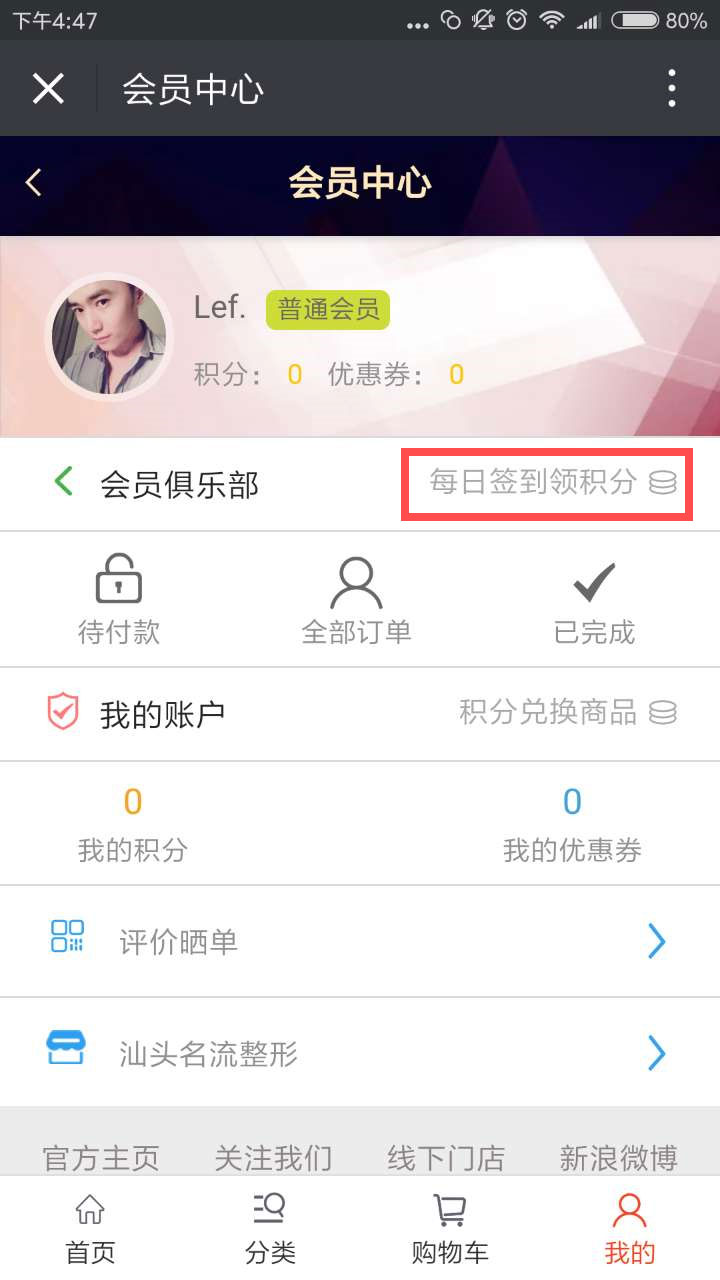 下午4:47 ... 80%
会员中心
会员中心
Lef. 普通会员
积分: 0 优惠券: 0
会员俱乐部 每日签到领积分
待付款 全部订单 已完成
我的账户 积分兑换商品
0 0
我的积分 我的优惠券
评价晒单
汕头名流整形
官方主页 关注我们 线下门店 新浪微博
首页 分类 购物车 我的